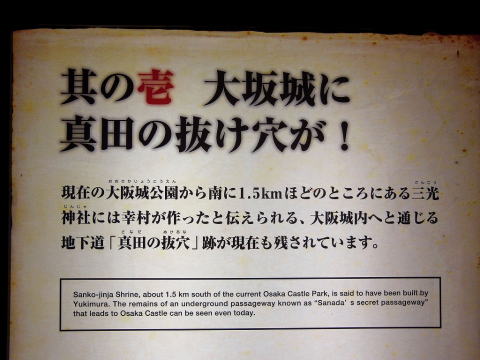 其の壱 大坂城に
真田の抜け穴が！
現在の大阪城公園から南に1.5kmほどのところにある三光
神社には幸村が作ったと伝えられる、大阪城内へと通じる
地下道「真田の抜穴」跡が現在も残されています。
Sanko-jinja Shrine, about 1.5 km south of the current Osaka Castle Park, is said to have been built by
Yukimura. The remains of an underground passageway known as “Sanada’s secret passageway”
that leads to Osaka Castle can be seen even today.